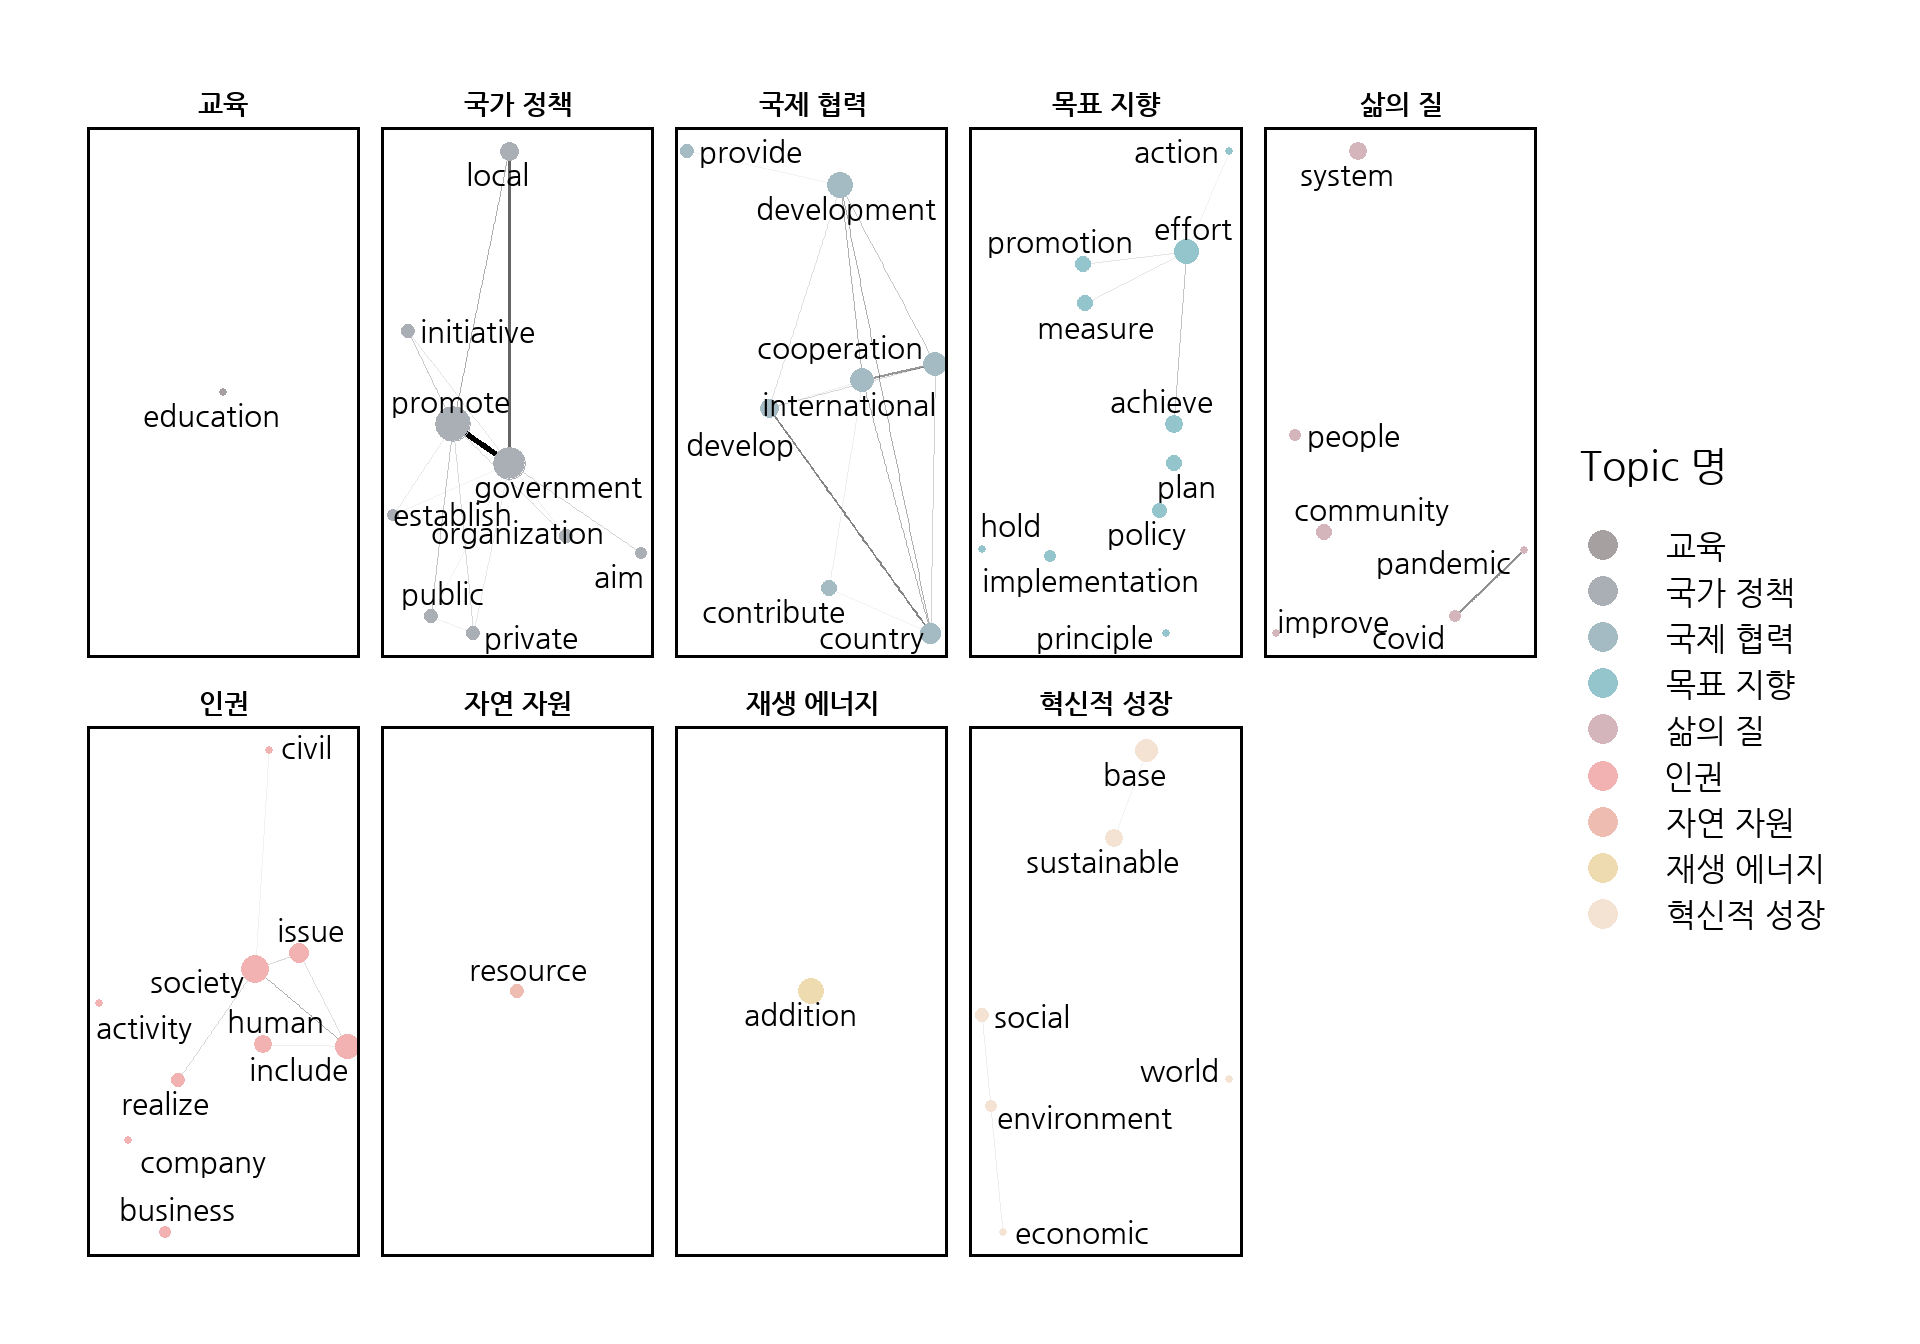 교육
education
국가 정책
local
initiative
promote
government
establish
organization
aim
public
private
국제 협력
provide
development
cooperation
international
develop
contribute
country
목표 지향
action
effort
promotion
measure
achieve
plan
policy
hold
implementation
principle
삶의 질
system
people
community
pandemic
improve
covid
인권
civil
issue
society
activity
human
include
realize
company
business
자연 자원
resource
재생 에너지
addition
혁신적 성장
base
sustainable
social
world
environment
economic
Topic 명
교육
국가 정책
국제 협력
목표 지향
삶의 질
인권
자연 자원
재생 에너지
혁신적 성장